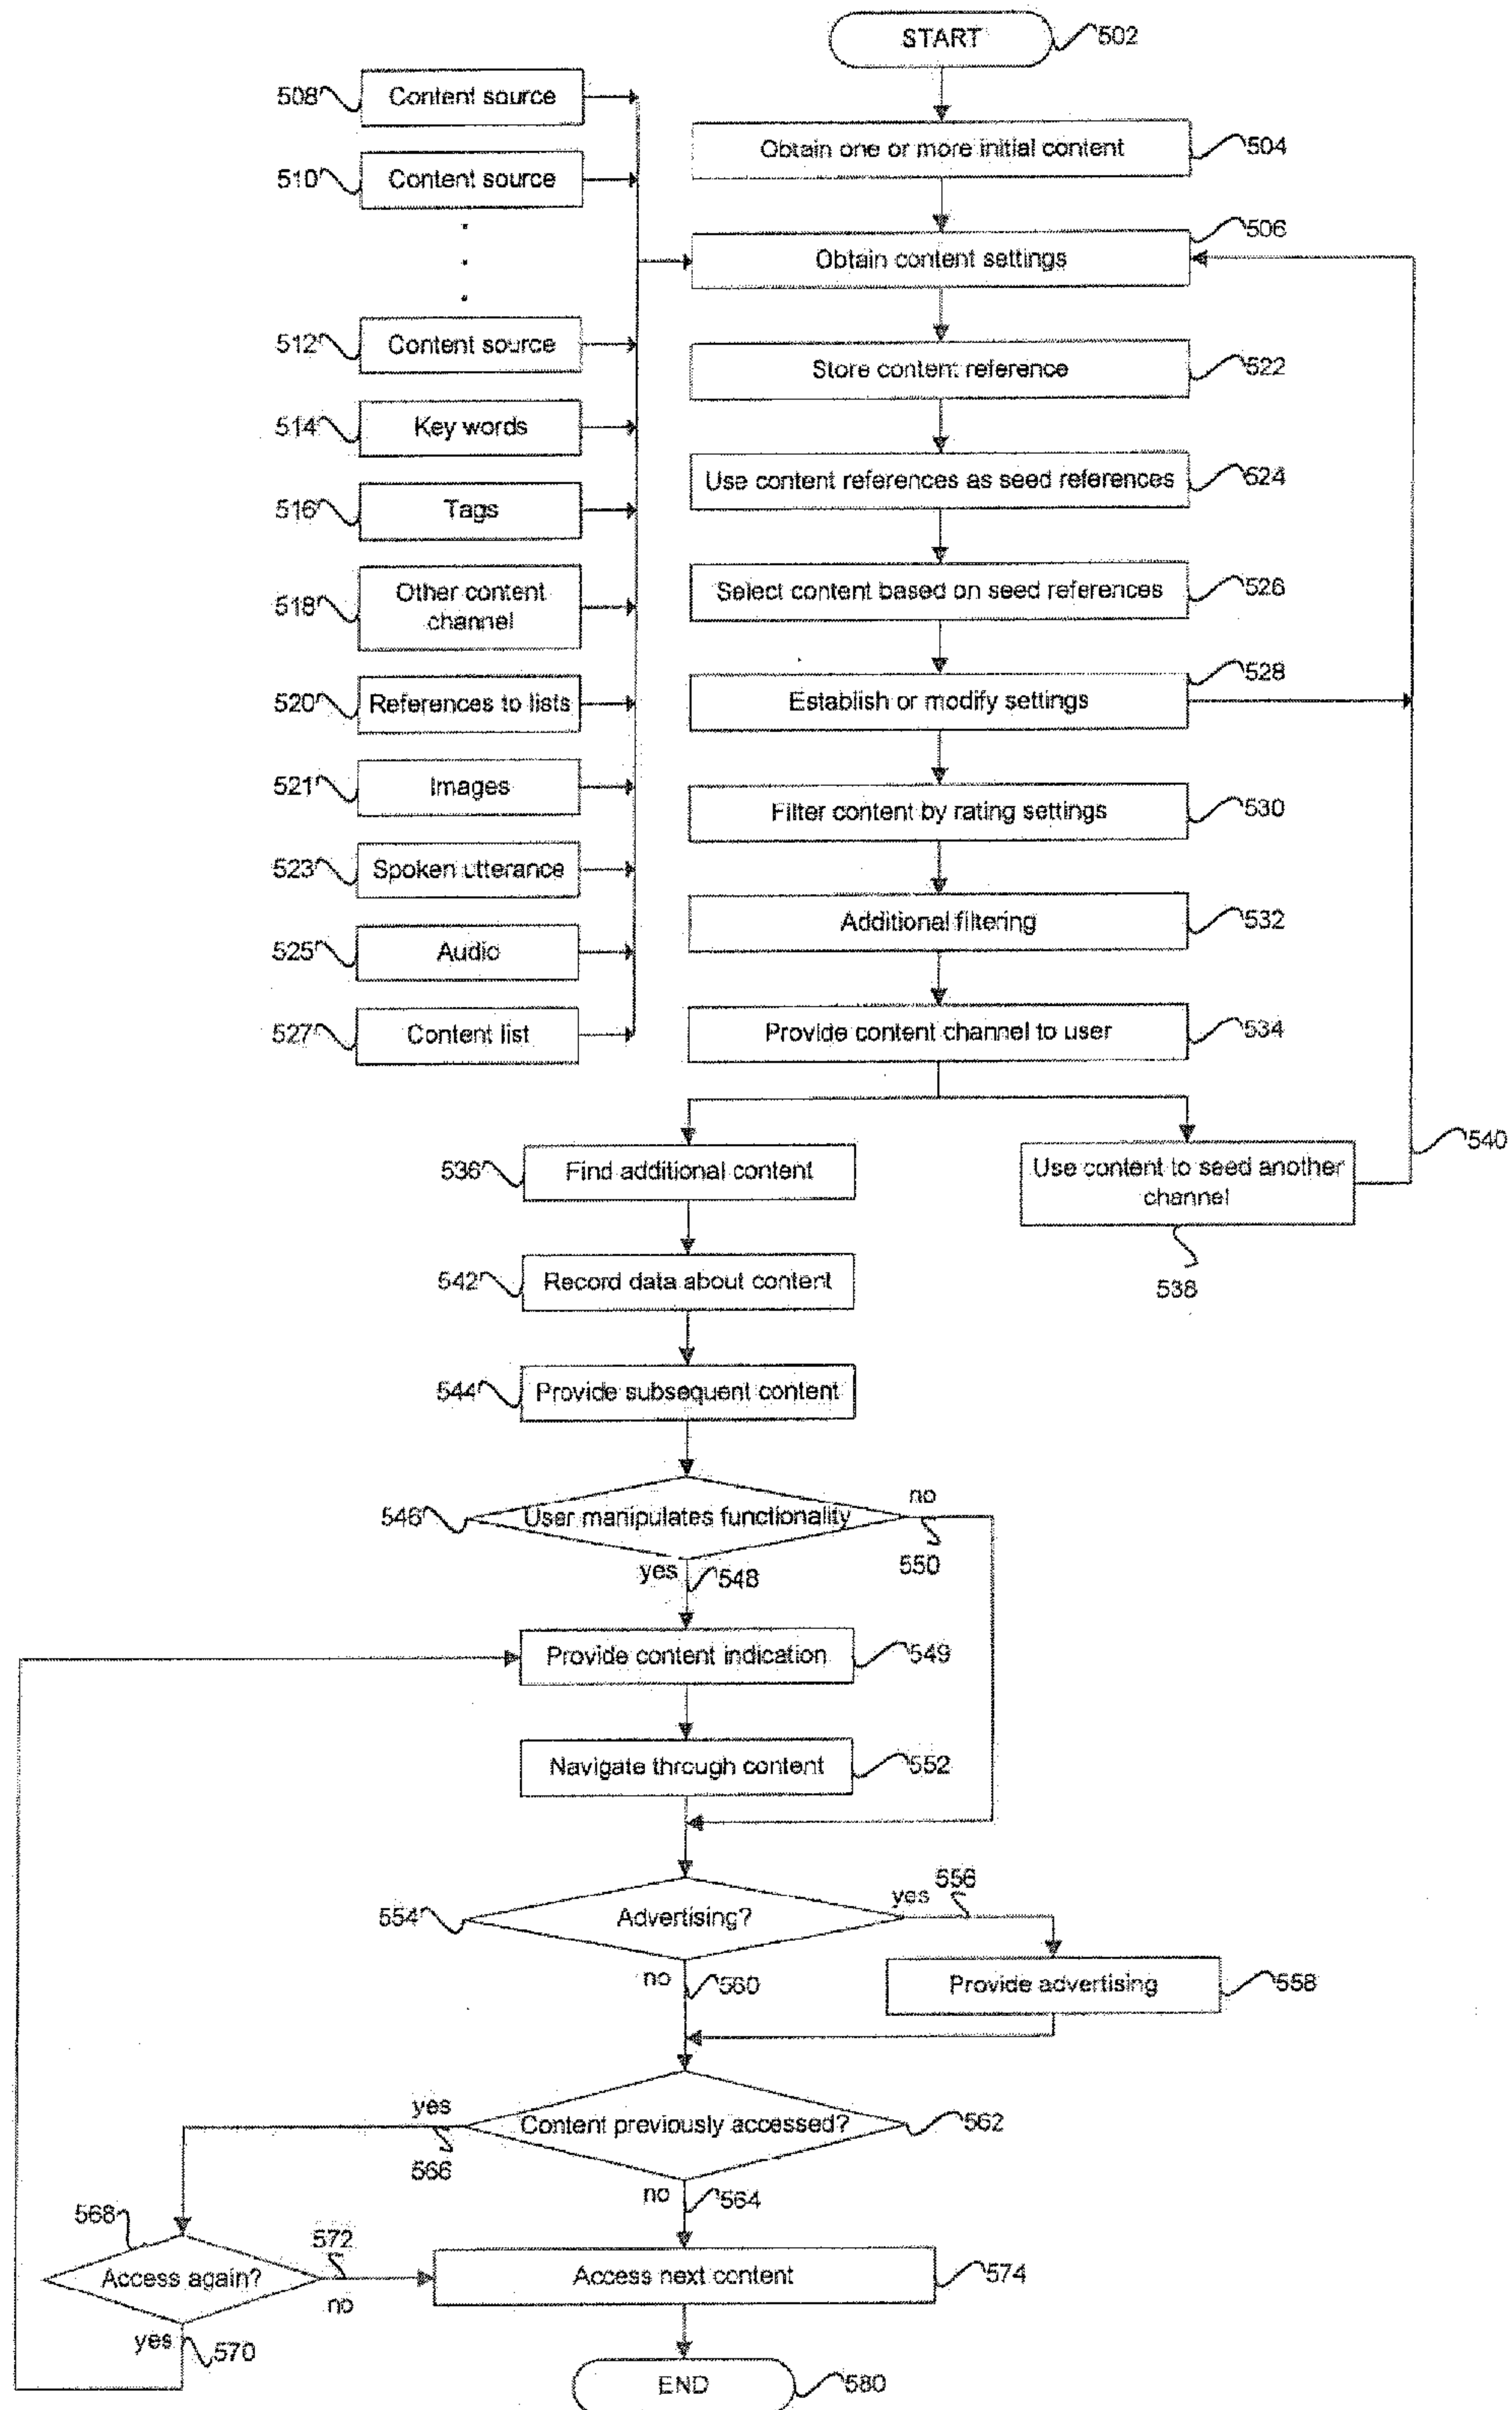 START
502
508
Content source
Obtain one or more initial content
504
510
Content source
506
Obtain content settings
512
Content source
Store content reference
522
514
Key words
Use content references as seed references
524
516
Tags
Select content based on seed references
526
518
Other content
channel
528
Establish or modify settings
520
References to lists
521
Images
Filter content by rating settings
530
523
Spoken utterance
Additional filtering
532
525
Audio
Provide content channel to user
534
527
Content list
536
Find additional content
Use content to seed another
channel
540
538
542
Record data about content
544
Provide subsequent content
546
User manipulates functionality
no
550
yes
548
Provide content indication
549
Navigate through content
552
554
Advertising?
yes
556
no
560
Provide advertising
558
yes
566
Content previously accessed?
562
no
564
568
Access again?
572
no
Access next content
574
yes
570
END
580